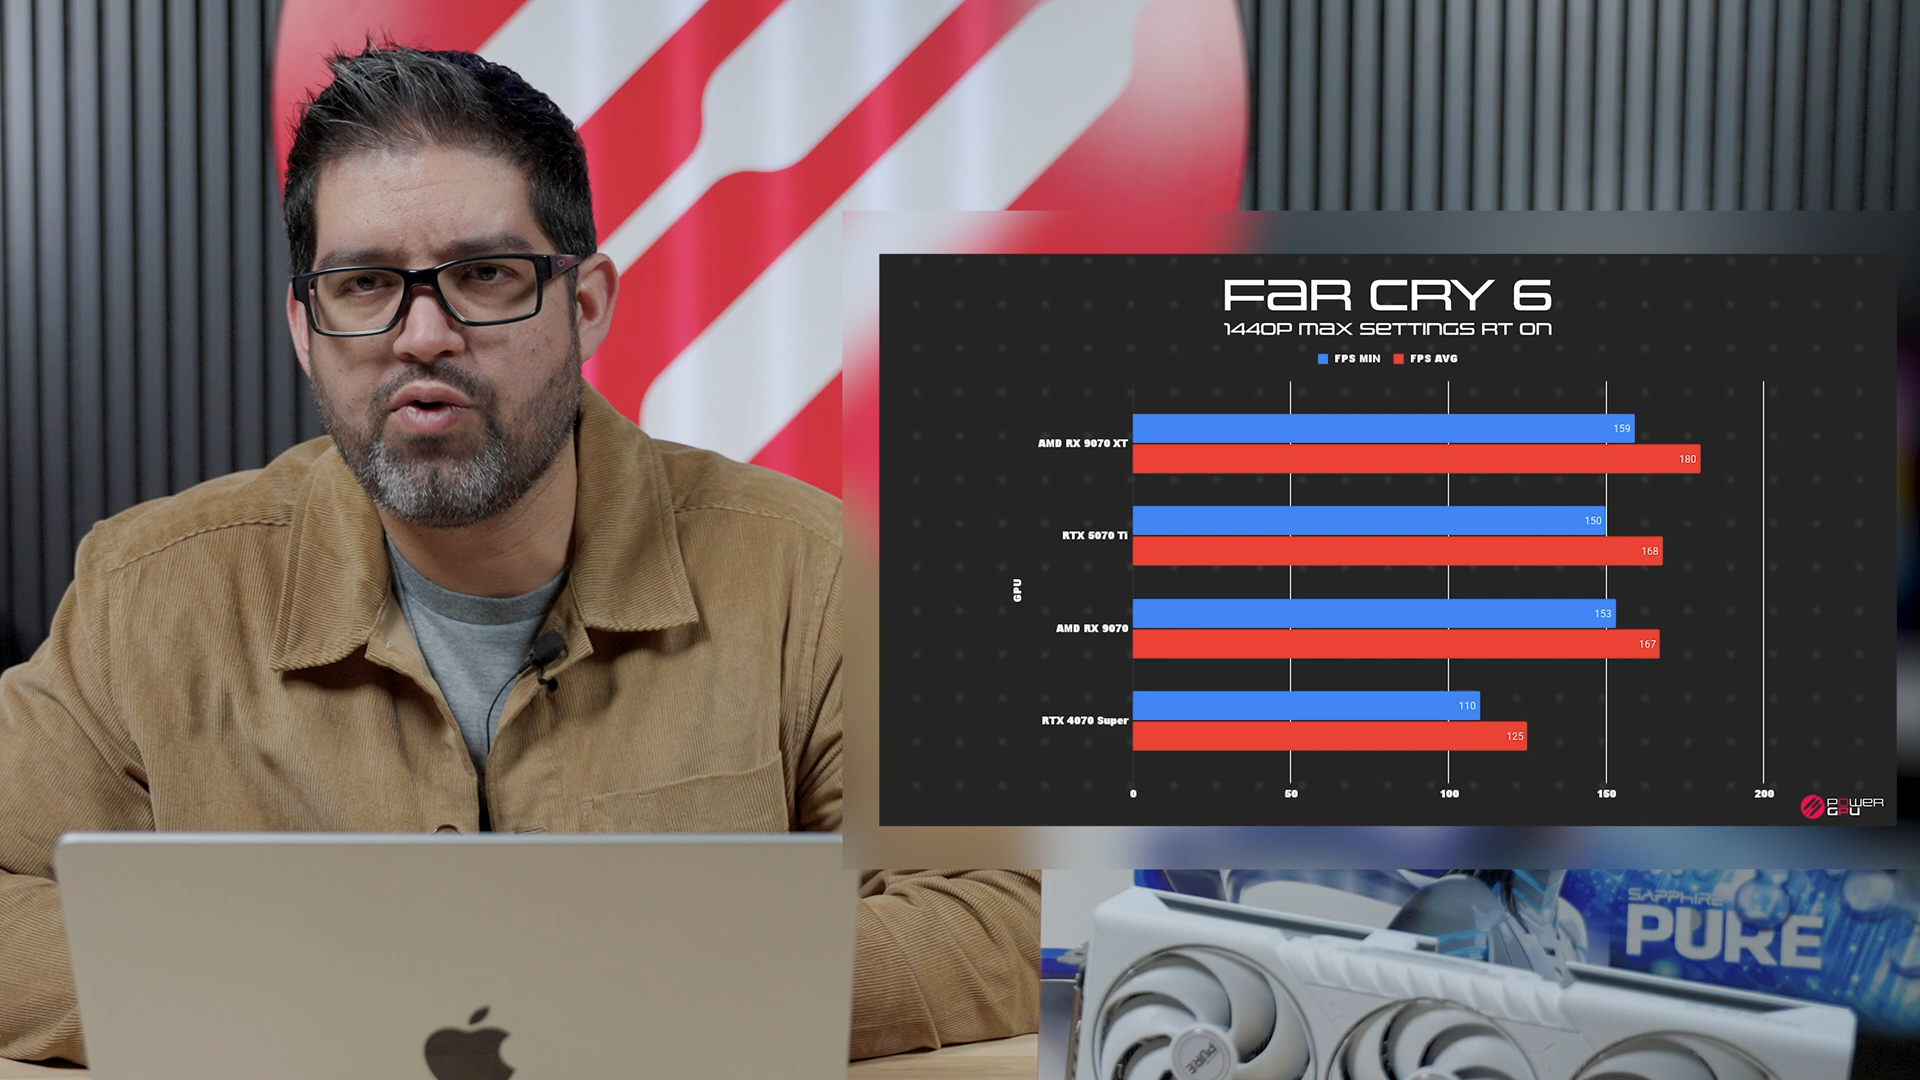 FAR CRY 6
1440P MAX SETTINGS RT ON
FPS MIN FPS AVG
AMD RX 9070 XT
159
180
RTX 5070 Ti
150
168
GPU
AMD RX 9070
153
167
RTX 4070 Super
110
125
0 50 100 150 200
POWER
GPU
SAPPHIRE
PURE
PURE